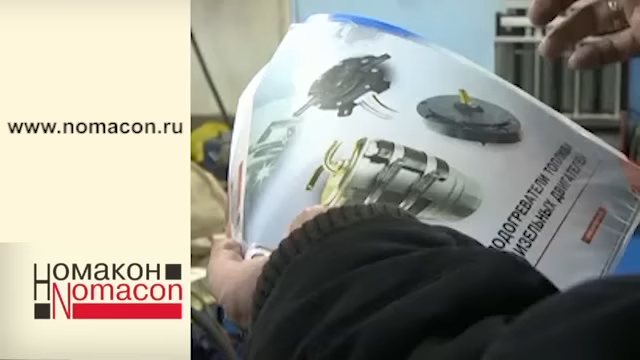 www.nomacon.ru
НОМАКОН
Nomacon
ПОДОГРЕВАТЕЛИ ТОПЛИВА
ДИЗЕЛЬНЫХ ДВИГАТЕЛЕЙ